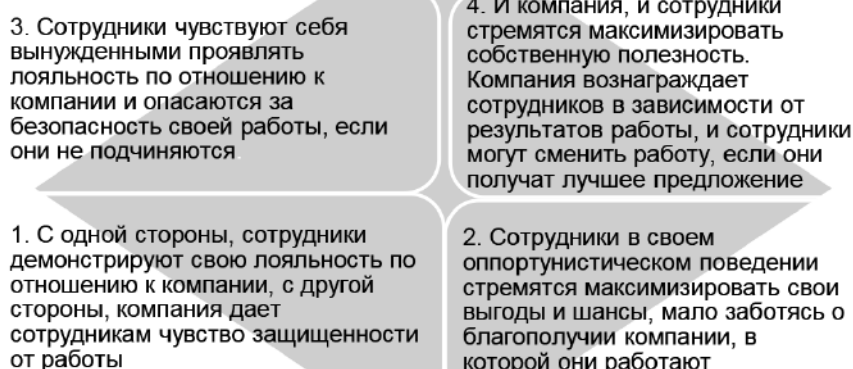 3. Сотрудники чувствуют себя
вынужденными проявлять
лояльность по отношению к
компании и опасаются за
безопасность своей работы, если
они не подчиняются.
4. И компания, и сотрудники
стремятся максимизировать
собственную полезность.
Компания вознаграждает
сотрудников в зависимости от
результатов работы, и сотрудники
могут сменить работу, если они
получат лучшее предложение
1. С одной стороны, сотрудники
демонстрируют свою лояльность по
отношению к компании, с другой
стороны, компания дает
сотрудникам чувство защищенности
от работы
2. Сотрудники в своем
оппортунистическом поведении
стремятся максимизировать свои
выгоды и шансы, мало заботясь о
благополучии компании, в
которой они работают